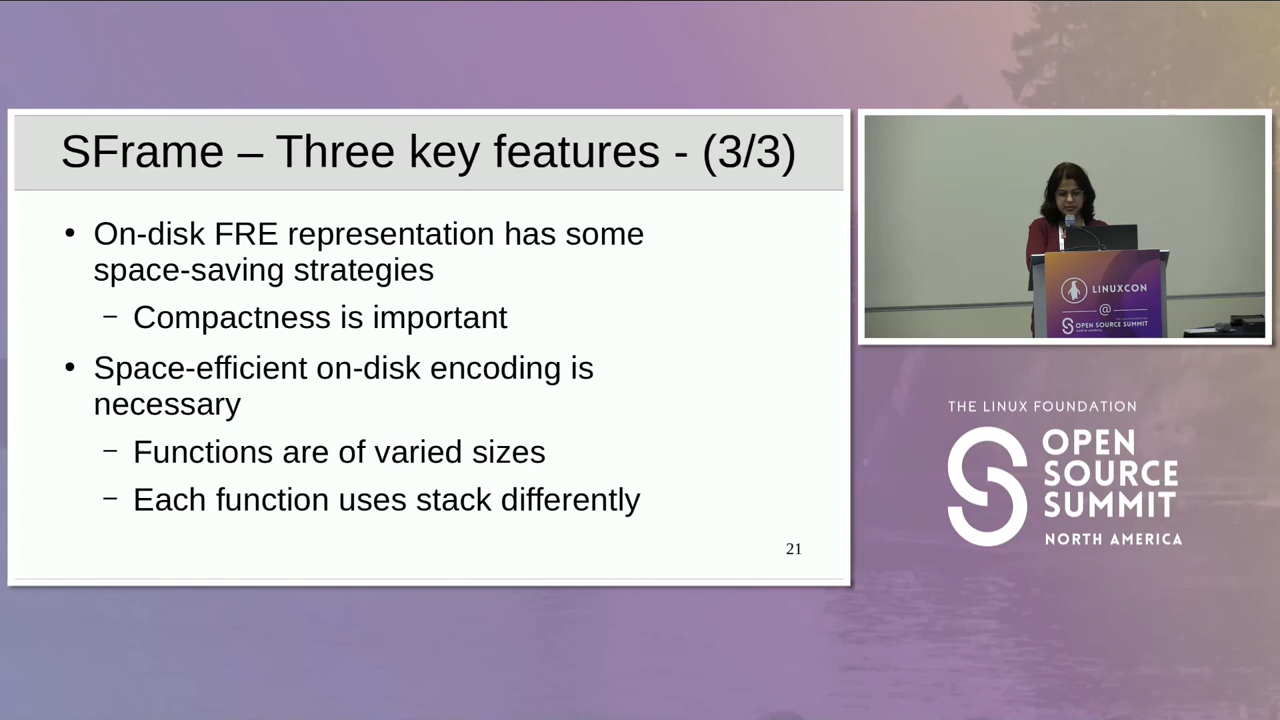 SFrame – Three key features - (3/3)
• On-disk FRE representation has some
space-saving strategies
– Compactness is important
• Space-efficient on-disk encoding is
necessary
– Functions are of varied sizes
– Each function uses stack differently
21
LINUXCON
@
OPEN SOURCE SUMMIT
THE LINUX FOUNDATION
OPEN
SOURCE
SUMMIT
NORTH AMERICA